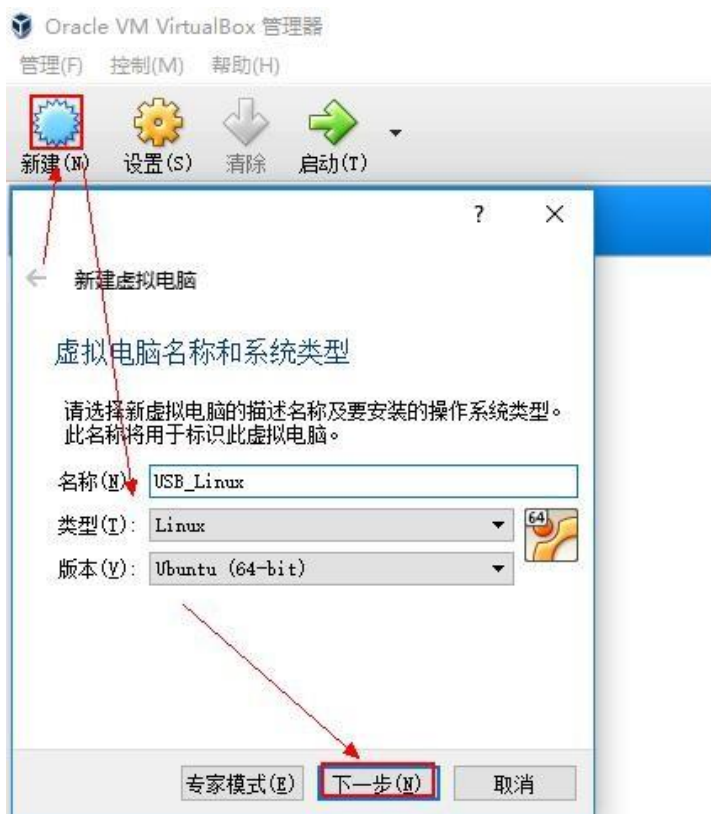 Oracle VM VirtualBox 管理器
管理(F) 控制(M) 帮助(H)
新建(N) 设置(S) 清除 启动(T)
?
新建虚拟电脑
虚拟电脑名称和系统类型
请选择新虚拟电脑的描述名称及要安装的操作系统类型。
此名称将用于标识此虚拟电脑。
名称(N): USB_Linux
类型(T): Linux
64
版本(V): Ubuntu (64-bit)
专家模式(E) 下一步(N) 取消